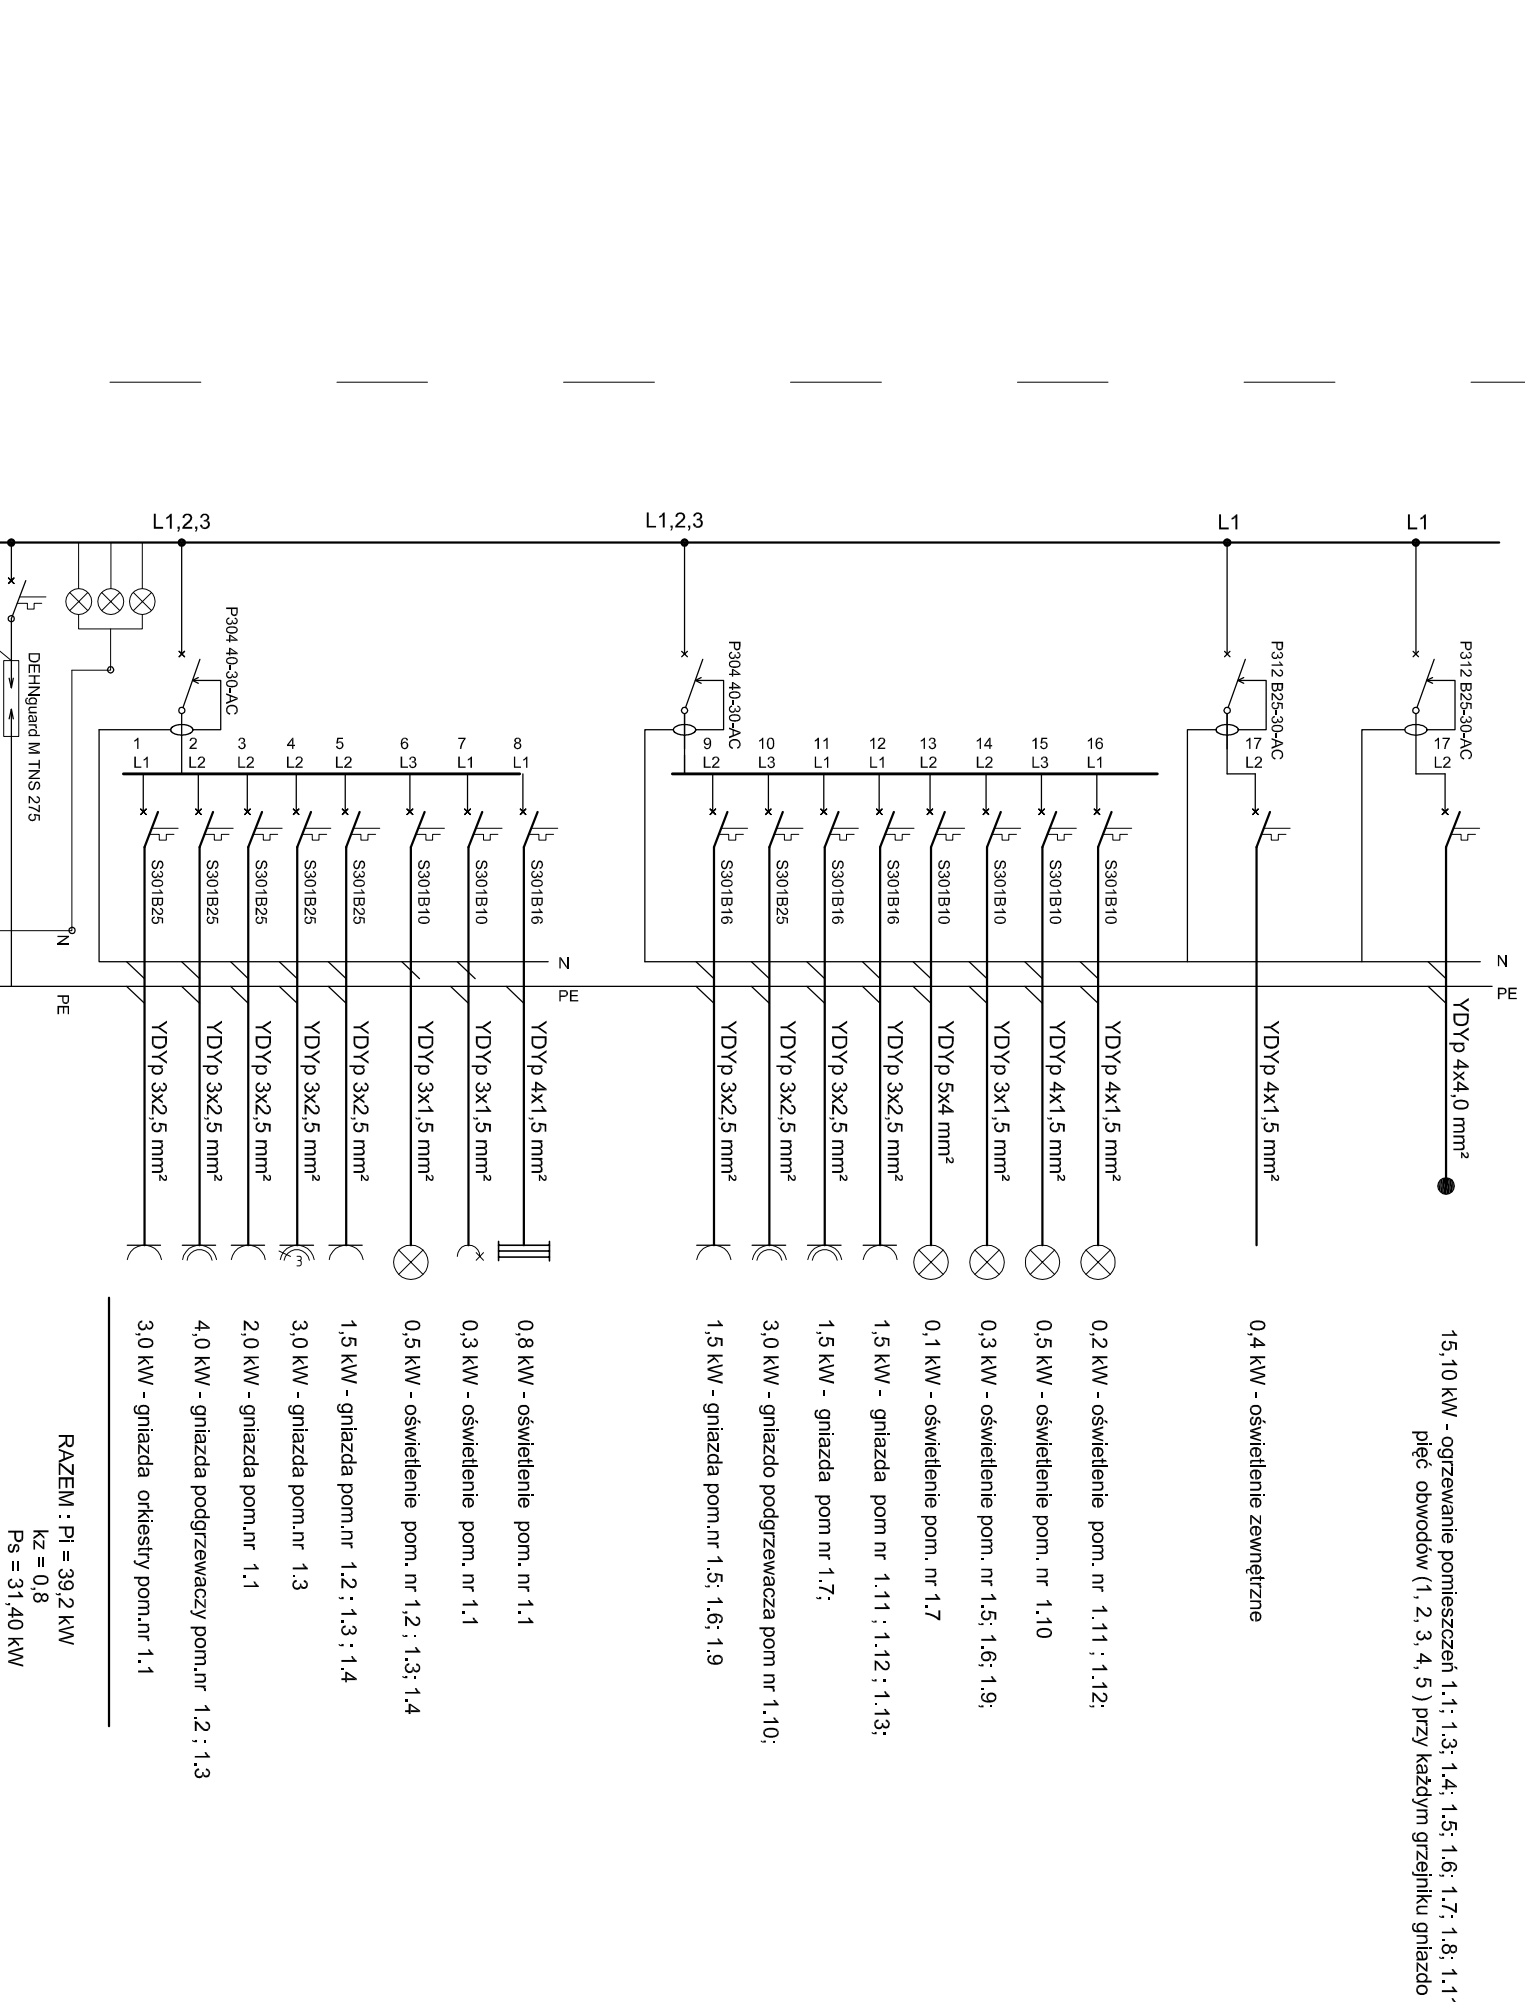 L1,2,3
L1,2,3
L1
L1
DEHNguard M TNS 275
P304 40-30-AC
P304 40-30-AC
P312 B25-30-AC
P312 B25-30-AC
1 2 3 4 5 6 7 8
L1 L2 L2 L2 L2 L3 L1 L1
9 10 11 12 13 14 15 16
L2 L3 L1 L1 L2 L2 L3 L1
17
L2
17
L2
S301B25
S301B25
S301B25
S301B25
S301B25
S301B10
S301B10
S301B16
S301B16
S301B25
S301B16
S301B16
S301B10
S301B10
S301B10
S301B10
N
N
N
PE
PE
PE
YDYp 3x2,5 mm²
YDYp 3x2,5 mm²
YDYp 3x2,5 mm²
YDYp 3x2,5 mm²
YDYp 3x2,5 mm²
YDYp 3x1,5 mm²
YDYp 3x1,5 mm²
YDYp 4x1,5 mm²
YDYp 3x2,5 mm²
YDYp 3x2,5 mm²
YDYp 3x2,5 mm²
YDYp 3x2,5 mm²
YDYp 5x4 mm²
YDYp 3x1,5 mm²
YDYp 4x1,5 mm²
YDYp 4x1,5 mm²
YDYp 4x1,5 mm²
YDYp 4x4,0 mm²
3
3,0 kW - gniazda orkiestry pom.nr 1.1
4,0 kW - gniazda podgrzewaczy pom.nr 1.2 ; 1.3
2,0 kW - gniazda pom.nr 1.1
3,0 kW - gniazda pom.nr 1.3
1,5 kW - gniazda pom.nr 1.2 ; 1.3 ; 1.4
0,5 kW - oświetlenie pom. nr 1,2 ; 1.3; 1.4
0,3 kW - oświetlenie pom. nr 1.1
0,8 kW - oświetlenie pom. nr 1.1
1,5 kW - gniazda pom.nr 1.5; 1.6; 1.9
3,0 kW - gniazdo podgrzewacza pom nr 1.10;
1,5 kW - gniazda pom nr 1.7;
1,5 kW - gniazda pom nr 1.11 ; 1.12 ; 1.13;
0,1 kW - oświetlenie pom. nr 1.7
0,3 kW - oświetlenie pom. nr 1.5; 1.6; 1.9;
0,5 kW - oświetlenie pom. nr 1.10
0,2 kW - oświetlenie pom. nr 1.11 ; 1.12;
0,4 kW - oświetlenie zewnętrzne
15,10 kW - ogrzewanie pomieszczeń 1.1; 1.3; 1.4; 1.5; 1.6; 1.7; 1.8;
pięć obwodów (1, 2, 3, 4, 5 ) przy każdym grzejniku gniazdo
RAZEM : Pi = 39,2 kW
kz = 0,8
Ps = 31,40 kW